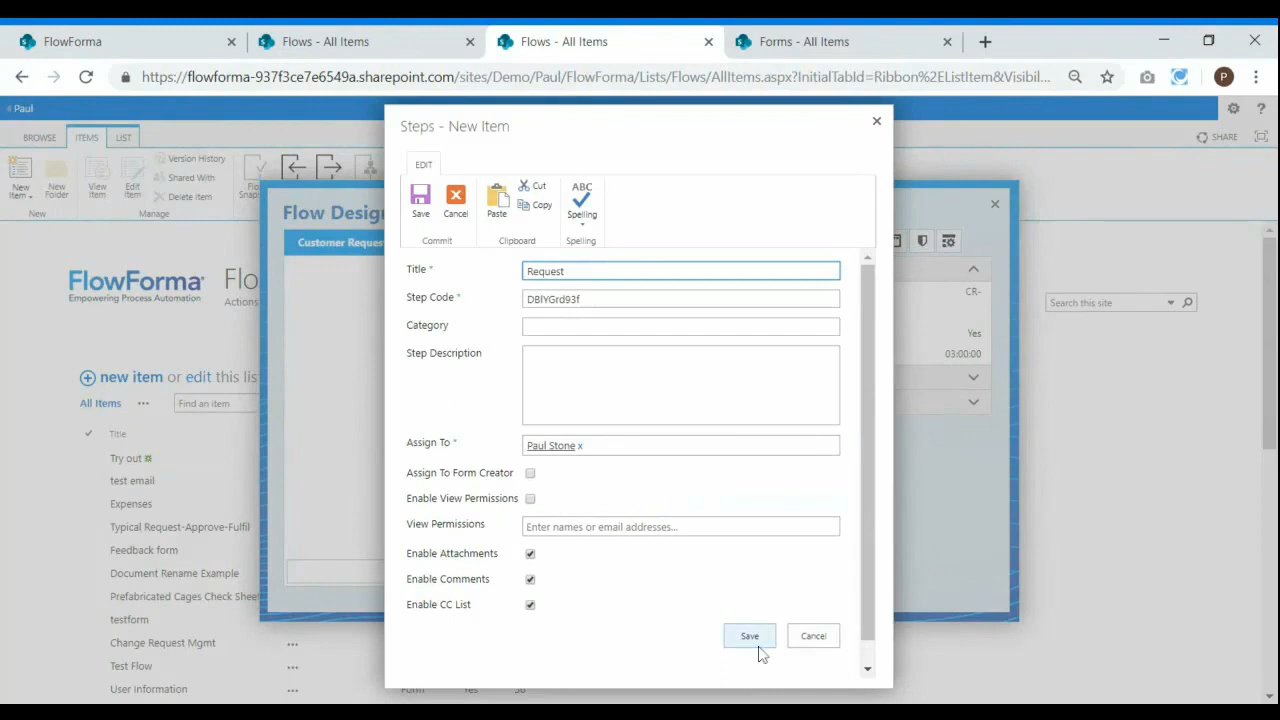 FlowForma
Flows - All Items
Flows - All Items
Forms - All Items
https://flowforma-937f3ce7e6549a.sharepoint.com/sites/Demo/Paul/FlowForma/Lists/Flows/AllItems.aspx?InitialTabId=Ribbon%2EListItem&Visibil...
P
Paul
BROWSE
ITEMS
LIST
SHARE
New Item
New Folder
View Item
Edit Item
Version History
Shared With
Delete Item
New
Manage
Flow Desig
Customer Reques
FlowForma
Empowering Process Automation
Flo
Actions
Search this site
new item or edit this lis
All Items
Find an item
Title
Try out
test email
Expenses
Typical Request-Approve-Fulfil
Feedback form
Document Rename Example
Prefabricated Cages Check Shee
testform
Change Request Mgmt
Test Flow
User Information
Form
Yes
CR-
Yes
03:00:00
Steps - New Item
EDIT
Save
Cancel
Paste
Cut
Copy
ABC
Spelling
Commit
Clipboard
Spelling
Title *
Request
Step Code *
DBlYGrd93f
Category
Step Description
Assign To *
Paul Stone x
Assign To Form Creator
Enable View Permissions
View Permissions
Enter names or email addresses...
Enable Attachments
Enable Comments
Enable CC List
Save
Cancel